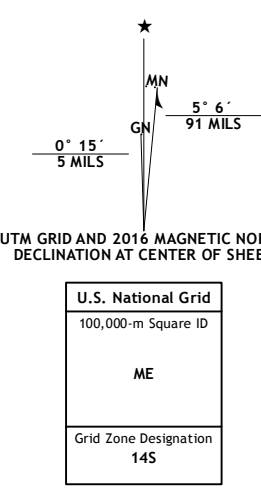 ★
MN
GN
5° 6´
91 MILS
0° 15´
5 MILS
UTM GRID AND 2016 MAGNETIC NOR
DECLINATION AT CENTER OF SHEE
U.S. National Grid
100,000-m Square ID
ME
Grid Zone Designation
14S